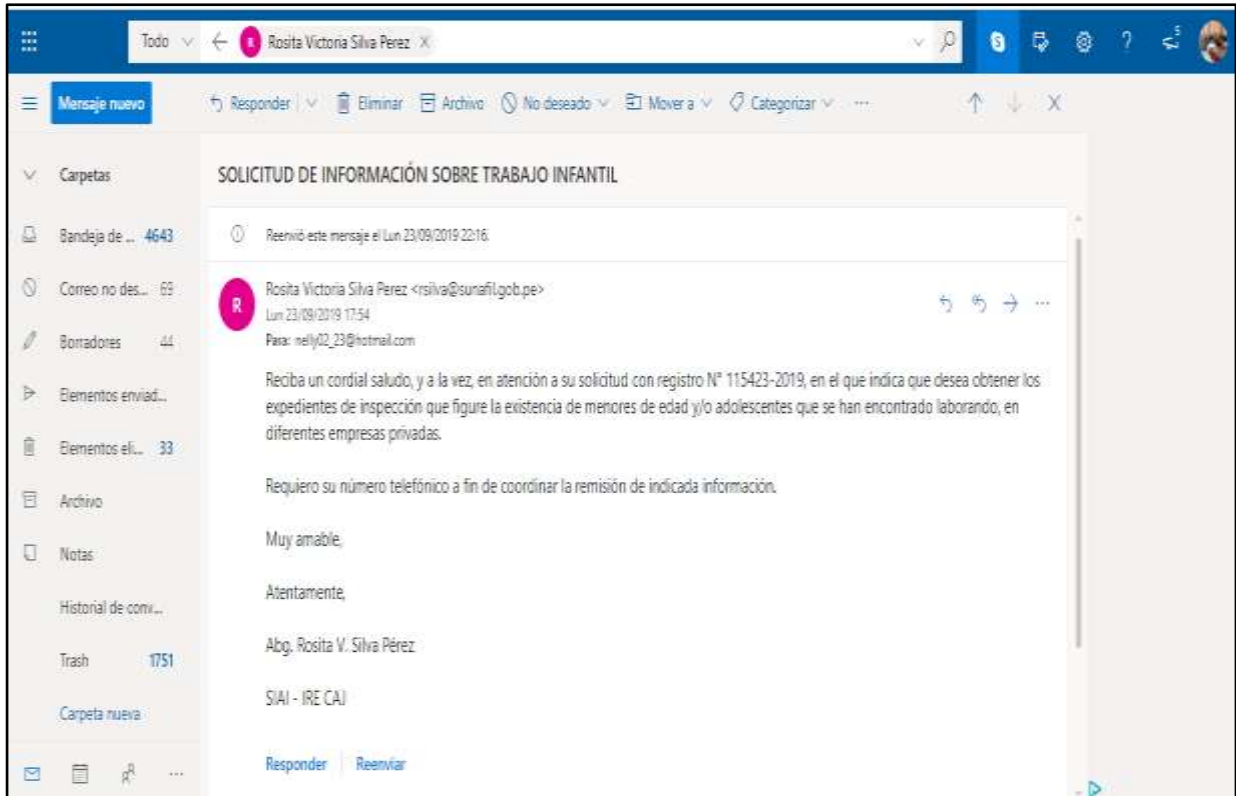 Todo
R Rosita Victoria Silva Perez X
S
?
5
Mensaje nuevo
Responder
Eliminar
Archivo
No deseado
Mover a
Categorizar
...
Carpetas
Bandeja de ... 4643
Correo no des... 69
Borradores 44
Elementos enviad...
Elementos eli... 33
Archivo
Notas
Historial de conv...
Trash 1751
Carpeta nueva
...
SOLICITUD DE INFORMACIÓN SOBRE TRABAJO INFANTIL
Reenvió este mensaje el Lun 23/09/2019 22:16.
R
Rosita Victoria Silva Perez <rsilva@sunafil.gob.pe>
Lun 23/09/2019 17:54
Para: nelly02_23@hotmail.com
...
Reciba un cordial saludo, y a la vez, en atención a su solicitud con registro N° 115423-2019, en el que indica que desea obtener los
expedientes de inspección que figure la existencia de menores de edad y/o adolescentes que se han encontrado laborando, en
diferentes empresas privadas.
Requiero su número telefónico a fin de coordinar la remisión de indicada información.
Muy amable,
Atentamente,
Abg. Rosita V. Silva Pérez
SIAI - IRE CAJ
Responder
Reenviar